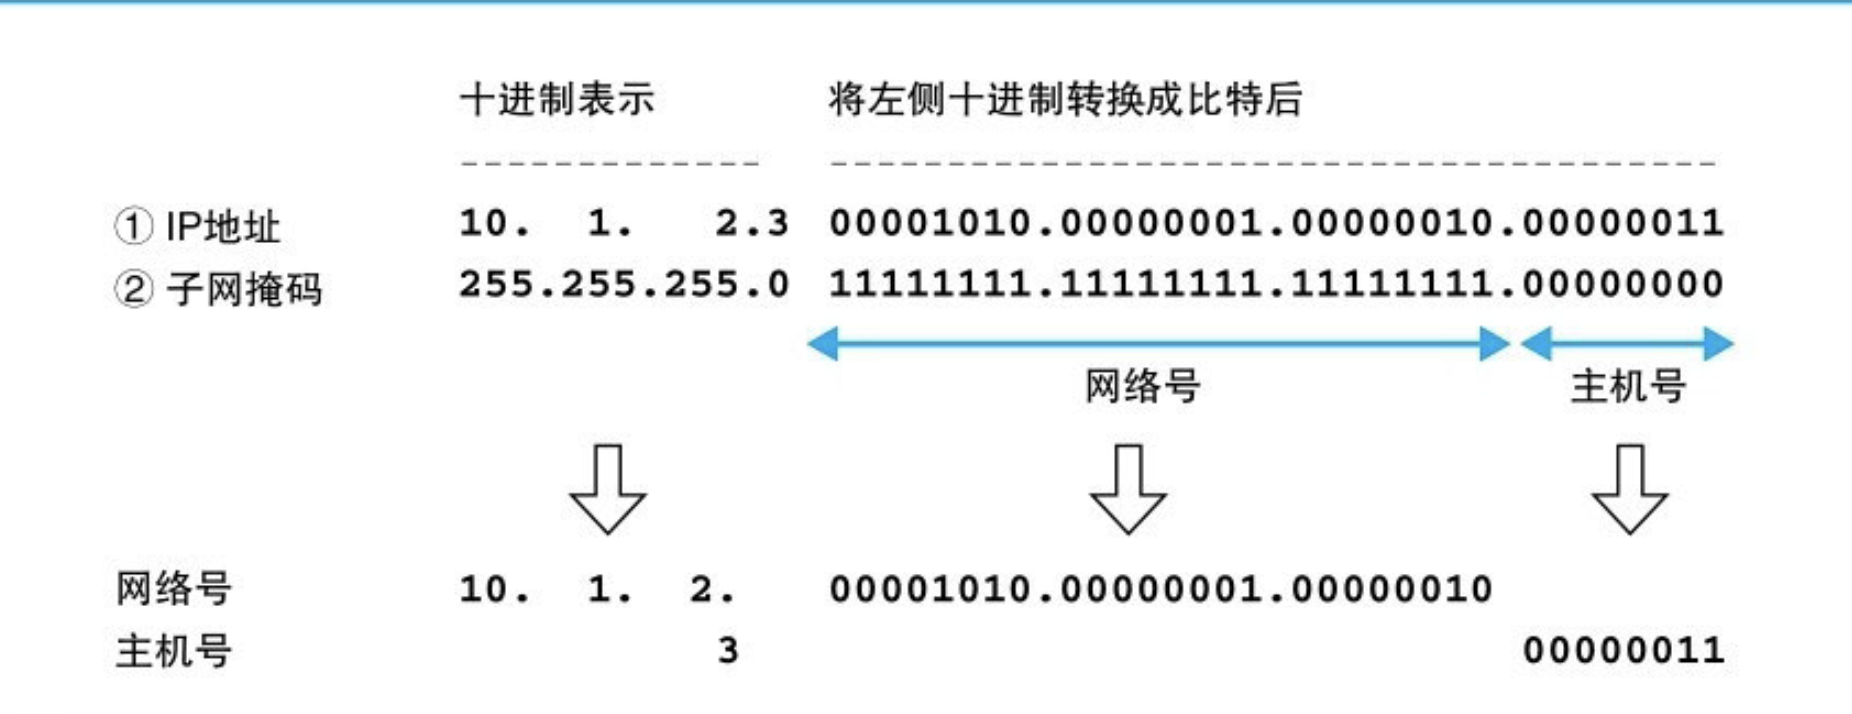 十进制表示 将左侧十进制转换成比特后
① IP地址 10. 1. 2.3 00001010.00000001.00000010.00000011
② 子网掩码 255.255.255.0 11111111.11111111.11111111.00000000
网络号 主机号
网络号 10. 1. 2. 00001010.00000001.00000010
主机号 3 00000011